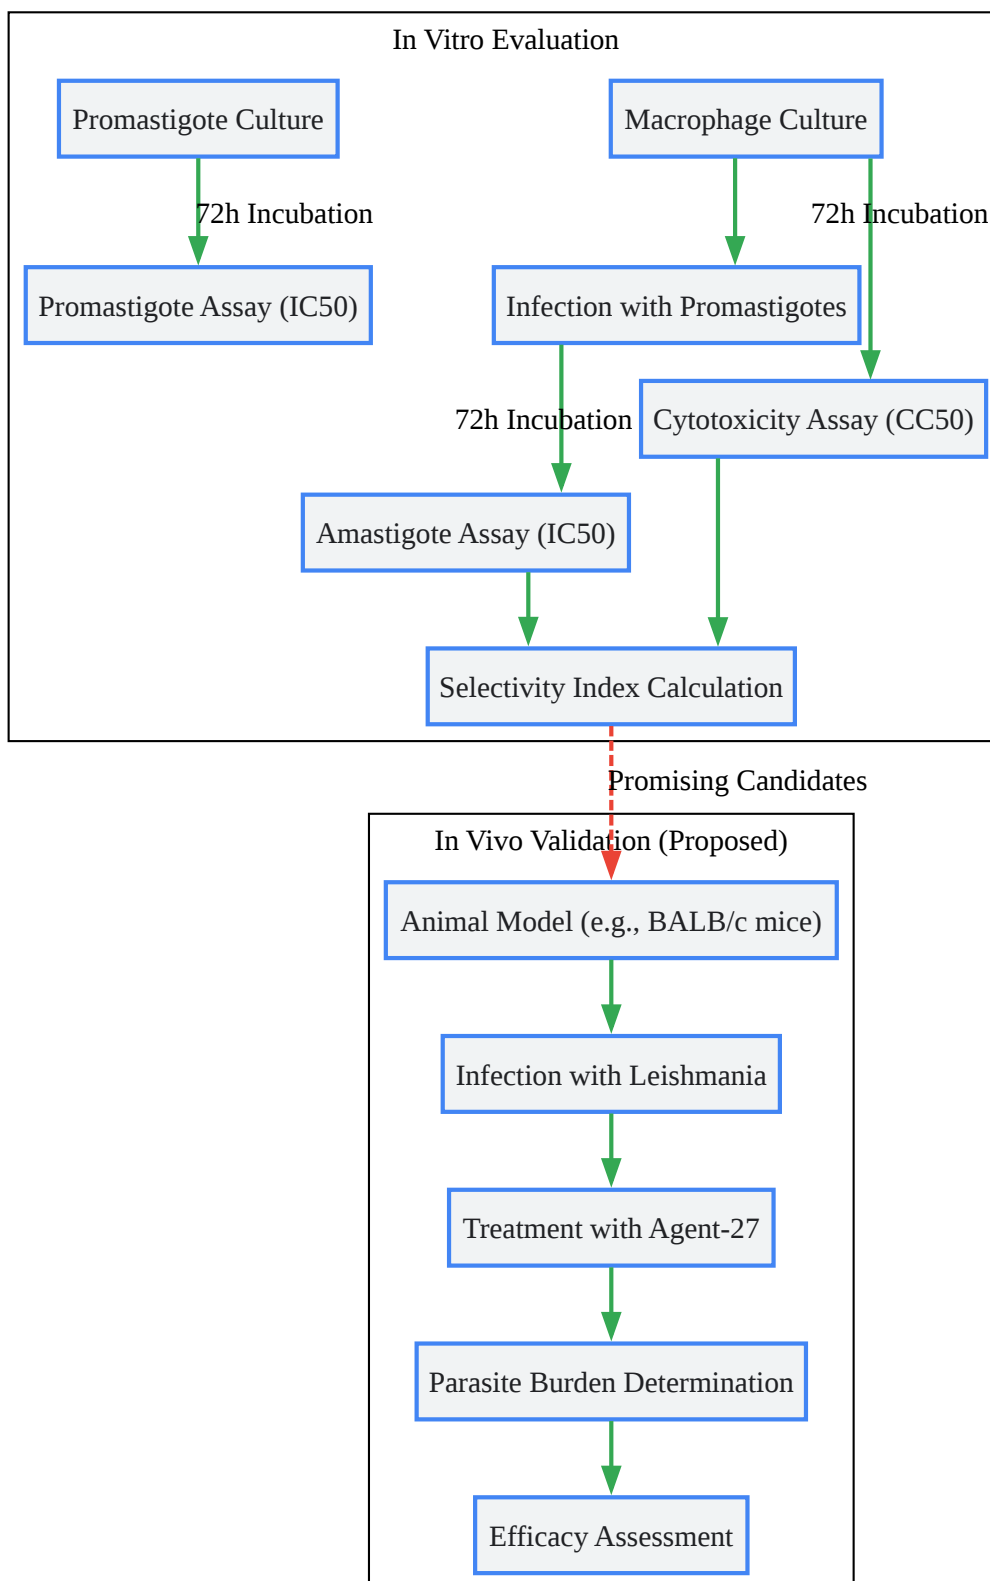 In Vitro Evaluation
Promastigote Culture
Macrophage Culture
72h Incubation
72h Incubation
Promastigote Assay (IC50)
Infection with Promastigotes
72h Incubation
Cytotoxicity Assay (CC50)
Amastigote Assay (IC50)
Selectivity Index Calculation
Promising Candidates
In Vivo Validation (Proposed)
Animal Model (e.g., BALB/c mice)
Infection with Leishmania
Treatment with Agent-27
Parasite Burden Determination
Efficacy Assessment